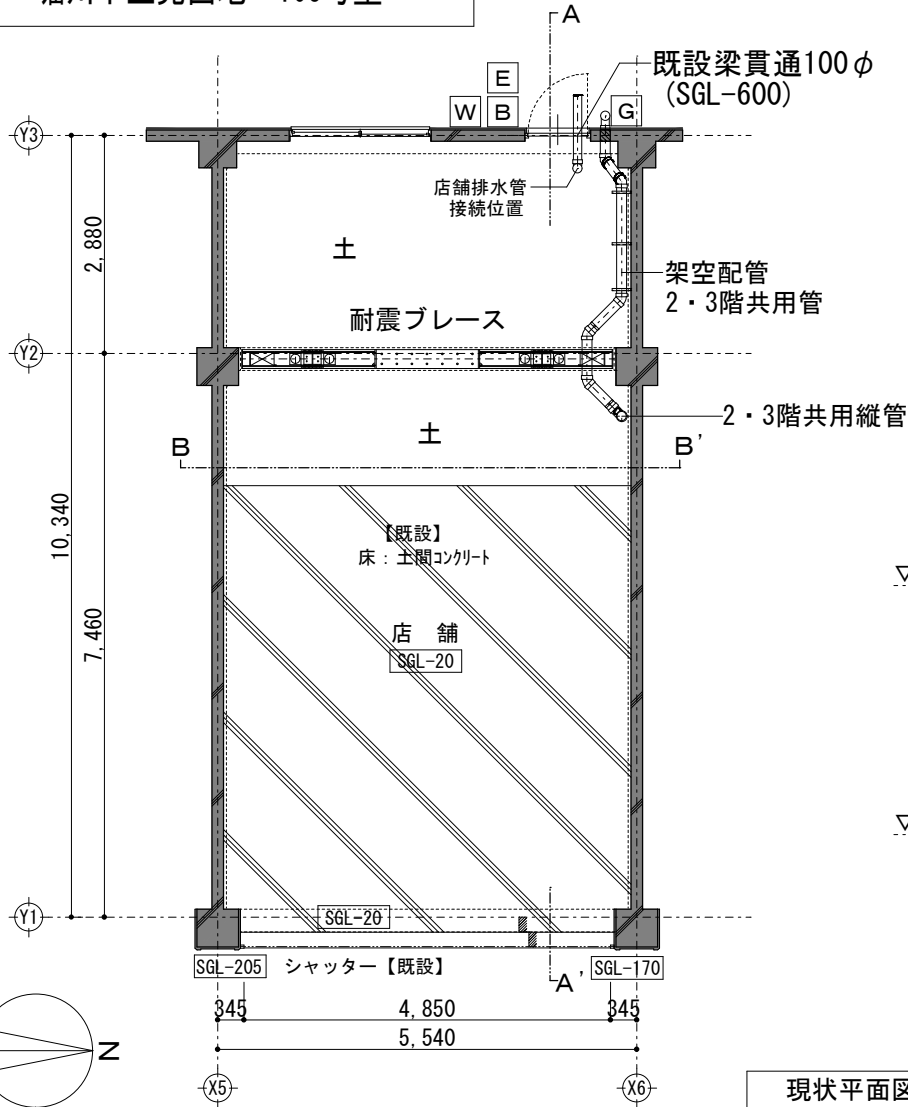 A
既設梁貫通100φ
(SGL-600)
E
W
B
G
Y3
店舗排水管
接続位置
2,880
土
架空配管
2・3階共用管
耐震ブレース
Y2
2・3階共用縦管
土
B
B'
10,340
【既設】
床：土間コンクリート
7,460
店 舗
SGL-20
Y1
SGL-20
SGL-205
シャッター【既設】
A'
SGL-170
345
4,850
345
5,540
N
X5
X6
現状平面図